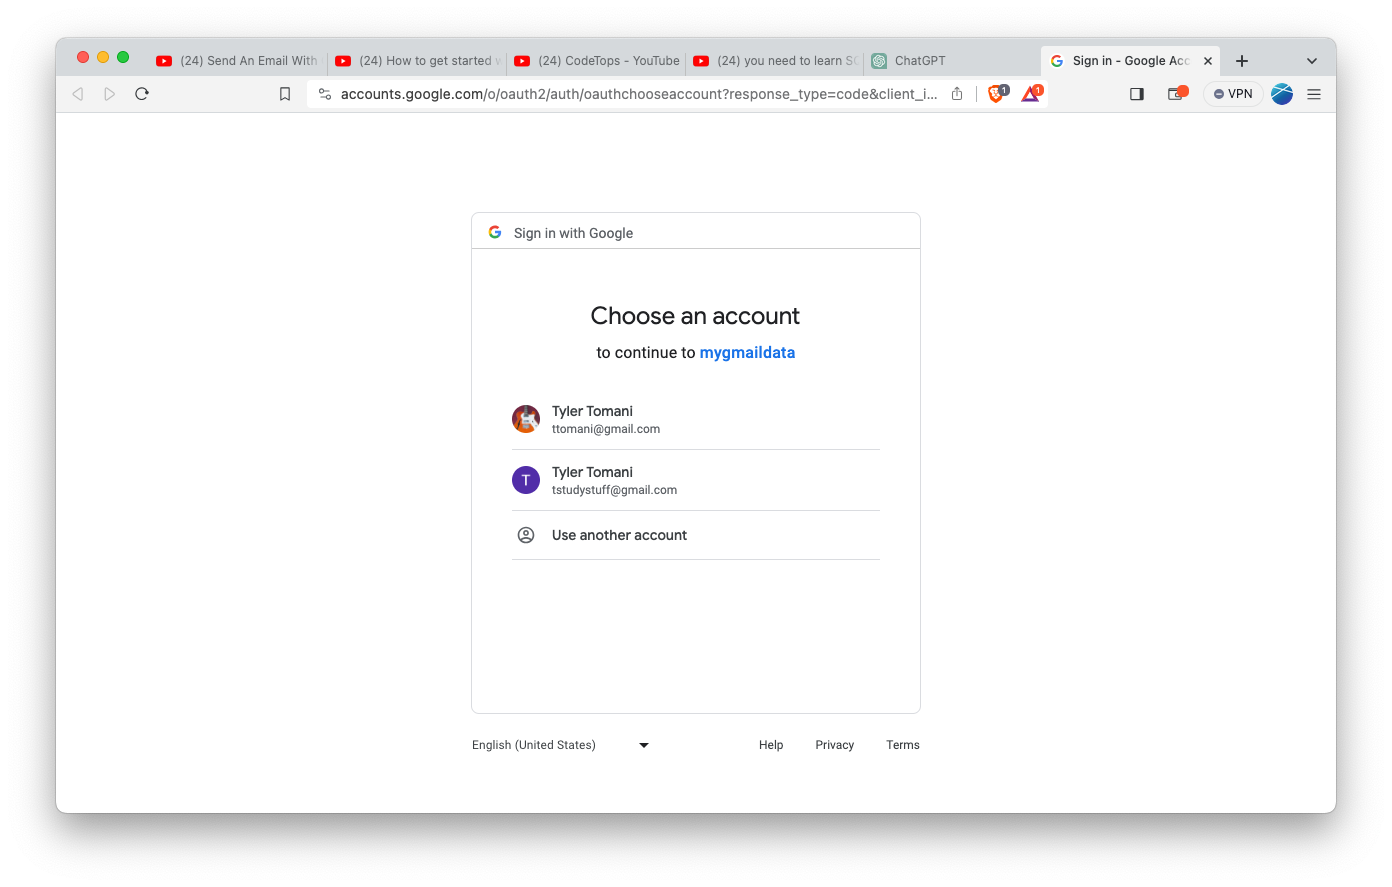 (24) Send An Email With
(24) How to get started
(24) CodeTops - YouTube
(24) you need to learn
ChatGPT
Sign in - Google Acc
accounts.google.com/o/oauth2/auth/oauthchooseaccount?response_type=code&client_i...
1
1
VPN
Sign in with Google
Choose an account
to continue to mygmaildata
Tyler Tomani
ttomani@gmail.com
T
Tyler Tomani
tstudystuff@gmail.com
Use another account
English (United States)
Help
Privacy
Terms